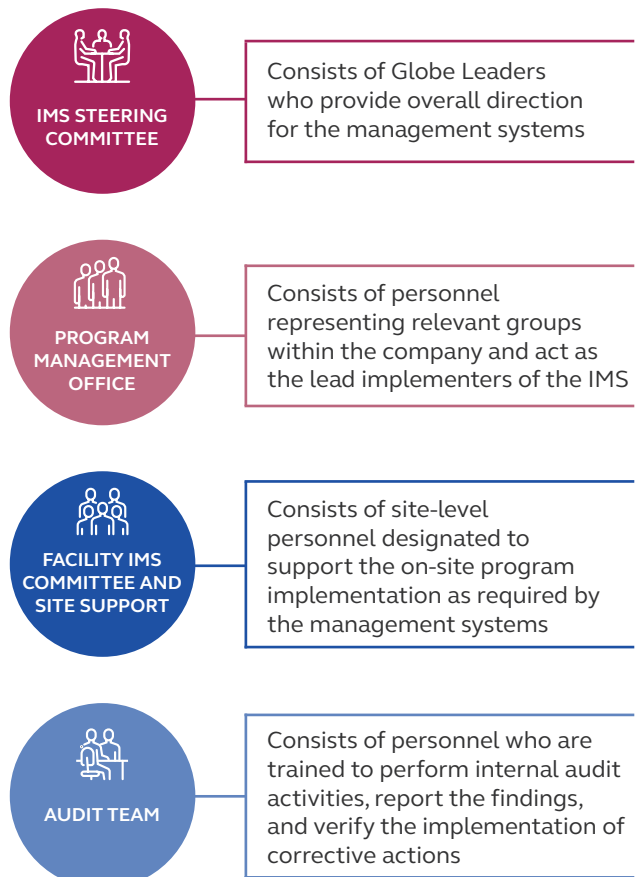 IMS STEERING
COMMITTEE
Consists of Globe Leaders
who provide overall direction
for the management systems
PROGRAM
MANAGEMENT
OFFICE
Consists of personnel
representing relevant groups
within the company and act as
the lead implementers of the IMS
FACILITY IMS
COMMITTEE AND
SITE SUPPORT
Consists of site-level
personnel designated to
support the on-site program
implementation as required by
the management systems
AUDIT TEAM
Consists of personnel who are
trained to perform internal audit
activities, report the findings,
and verify the implementation of
corrective actions